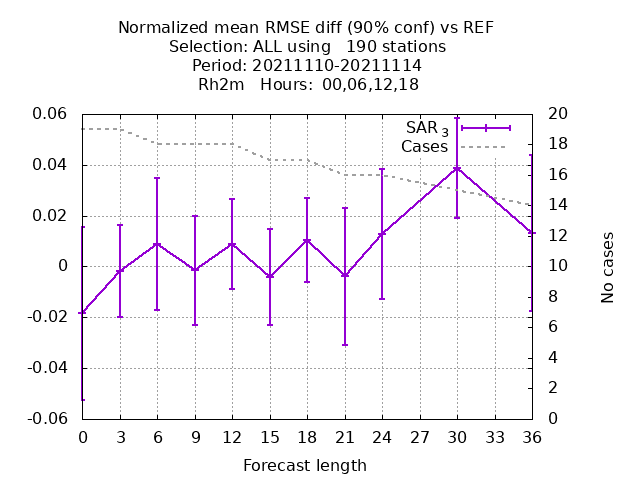 Normalized mean RMSE diff (90% conf) vs REF
Selection: ALL using   190 stations
Period: 20211110-20211114
Rh2m   Hours:  00,06,12,18
SAR 3
Cases
0.06
0.04
0.02
0
-0.02
-0.04
-0.06
20
18
16
14
12
10
8
6
4
2
0
No cases
0 3 6 9 12 15 18 21 24 27 30 33 36
Forecast length